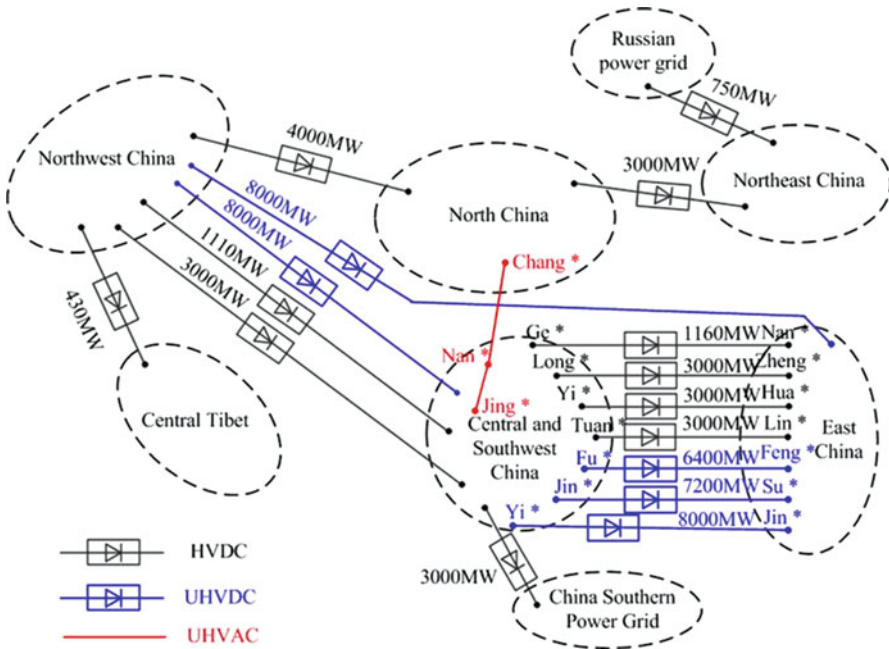 Russian
power grid
750MW
4000MW
Northwest China
3000MW
Northeast China
North China
8000MW
8000MW
1110MW
3000MW
430MW
Chang *
Ge *
1160MW
Nan *
Nan *
Long *
3000MW
Zheng *
Yi *
3000MW
Hua *
Jing *
Central Tibet
Central and
Southwest
China
Tuan *
3000MW
Lin *
East
China
Fu *
6400MW
Feng *
Jin *
7200MW
Su *
Yi *
8000MW
Jin *
HVDC
3000MW
UHVDC
China Southern
Power Grid
UHVAC